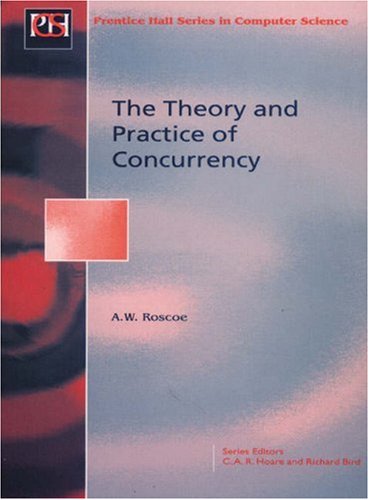 PH
Prentice Hall Series in Computer Science
The Theory and
Practice of
Concurrency
A.W. Roscoe
Series Editors
C.A.R. Hoare and Richard Bird